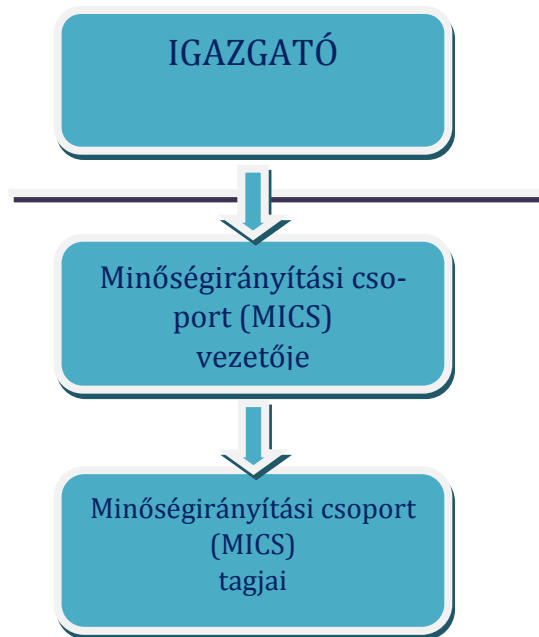 IGAZGATÓ
Minőségirányítási cso-
port (MICS)
vezetője
Minőségirányítási csoport
(MICS)
tagjai